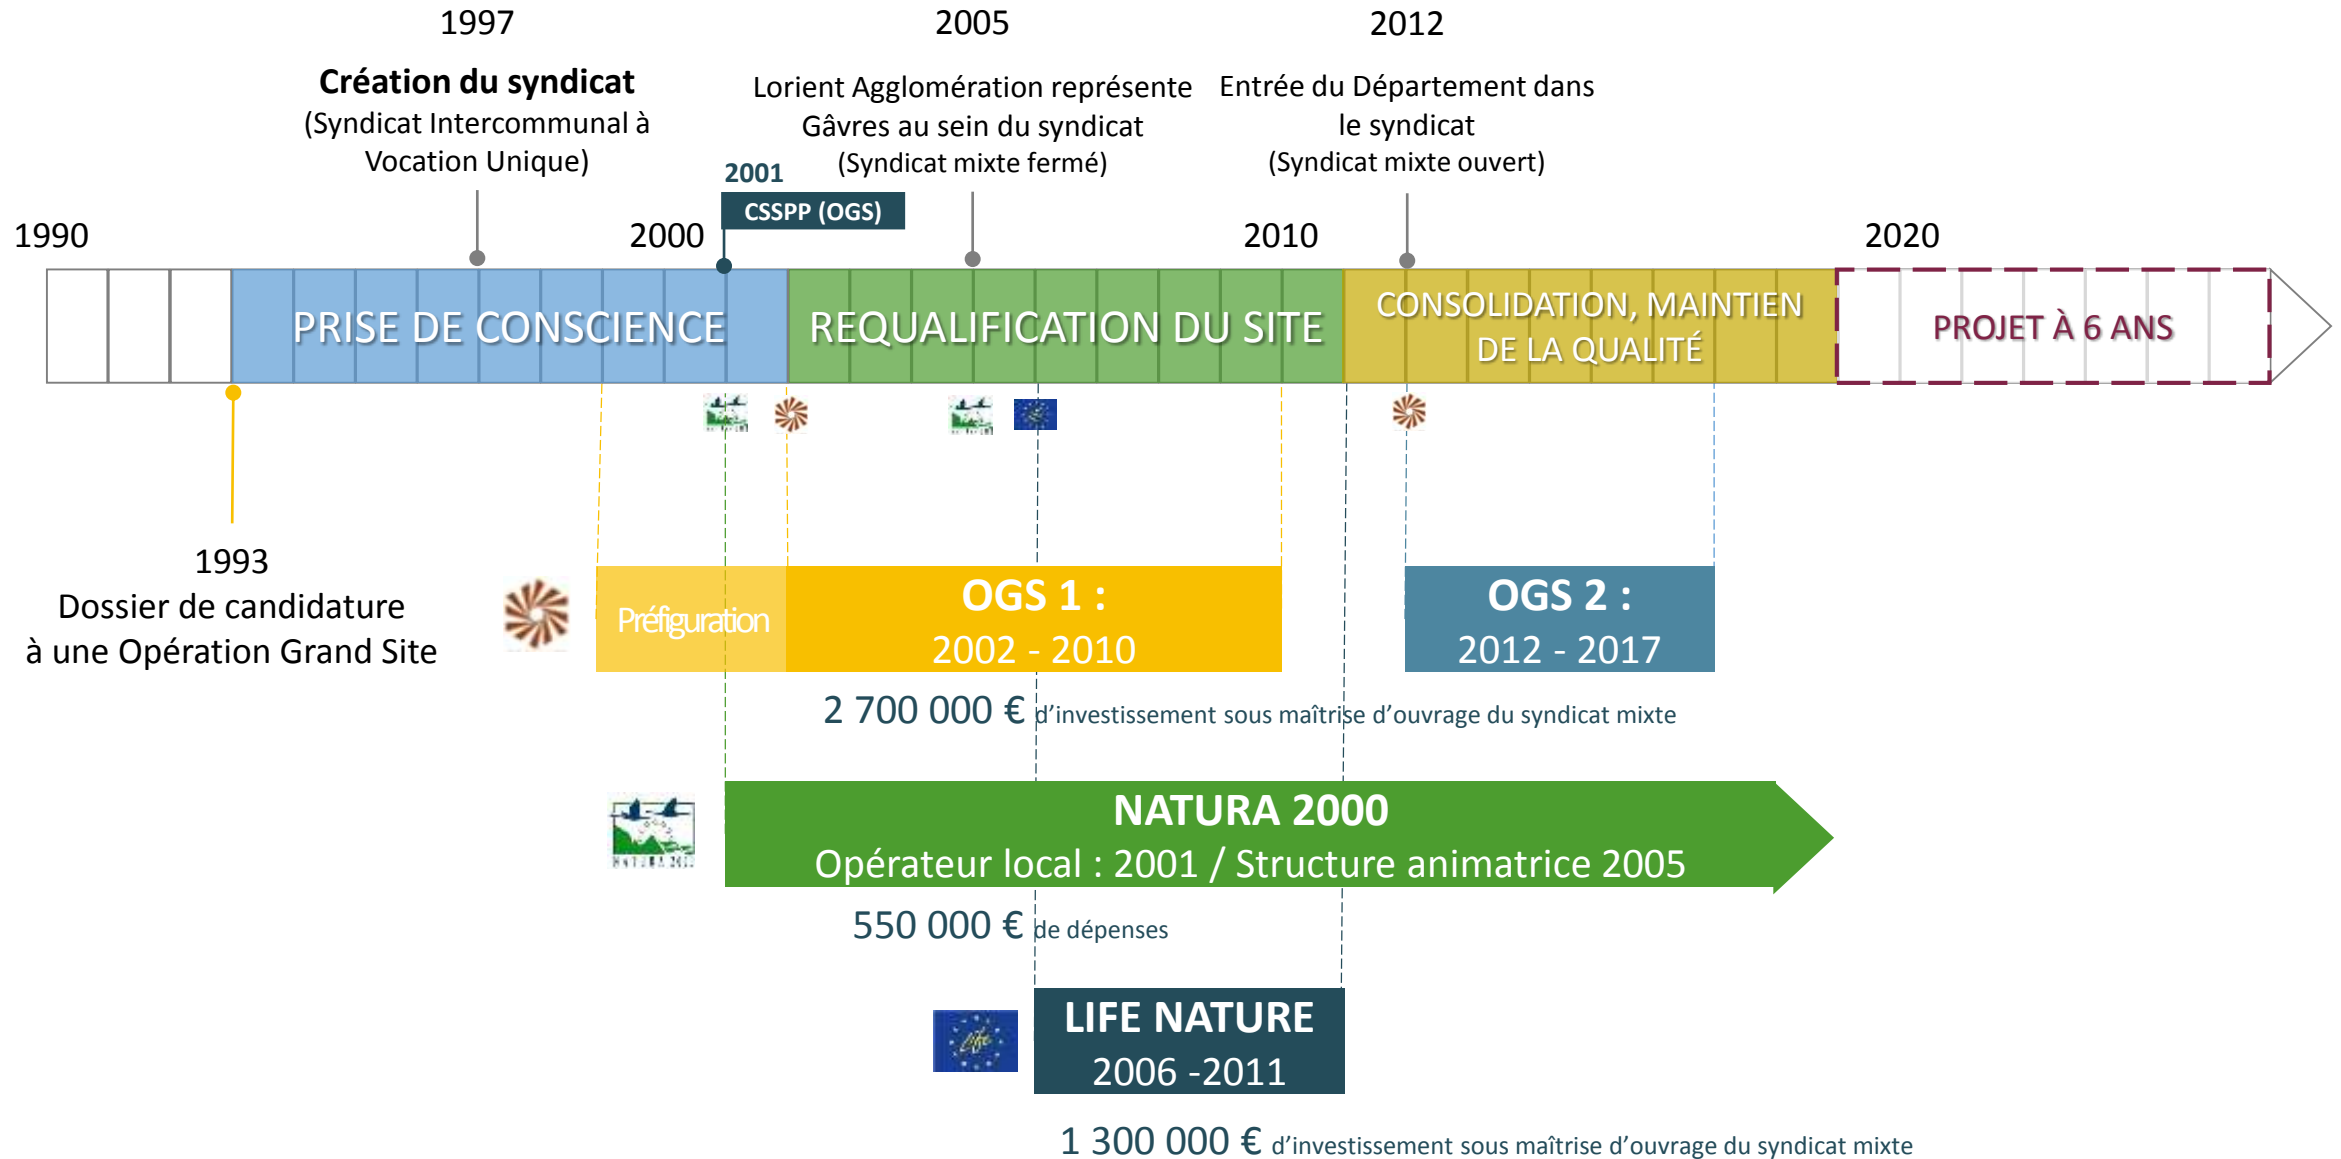 1997
2005
2012
Création du syndicat
(Syndicat Intercommunal à
Vocation Unique)
Lorient Agglomération représente
Gâvres au sein du syndicat
(Syndicat mixte fermé)
Entrée du Département dans
le syndicat
(Syndicat mixte ouvert)
2001
CSSPP (OGS)
1990
2000
2010
2020
PRISE DE CONSCIENCE
REQUALIFICATION DU SITE
CONSOLIDATION, MAINTIEN
DE LA QUALITÉ
PROJET À 6 ANS
1993
Dossier de candidature
à une Opération Grand Site
Préfiguration
OGS 1 :
2002 - 2010
OGS 2 :
2012 - 2017
2 700 000 € d'investissement sous maîtrise d'ouvrage du syndicat mixte
NATURA 2000
NATURA 2000
Opérateur local : 2001 / Structure animatrice 2005
550 000 € de dépenses
Life
LIFE NATURE
2006 -2011
1 300 000 € d'investissement sous maîtrise d'ouvrage du syndicat mixte